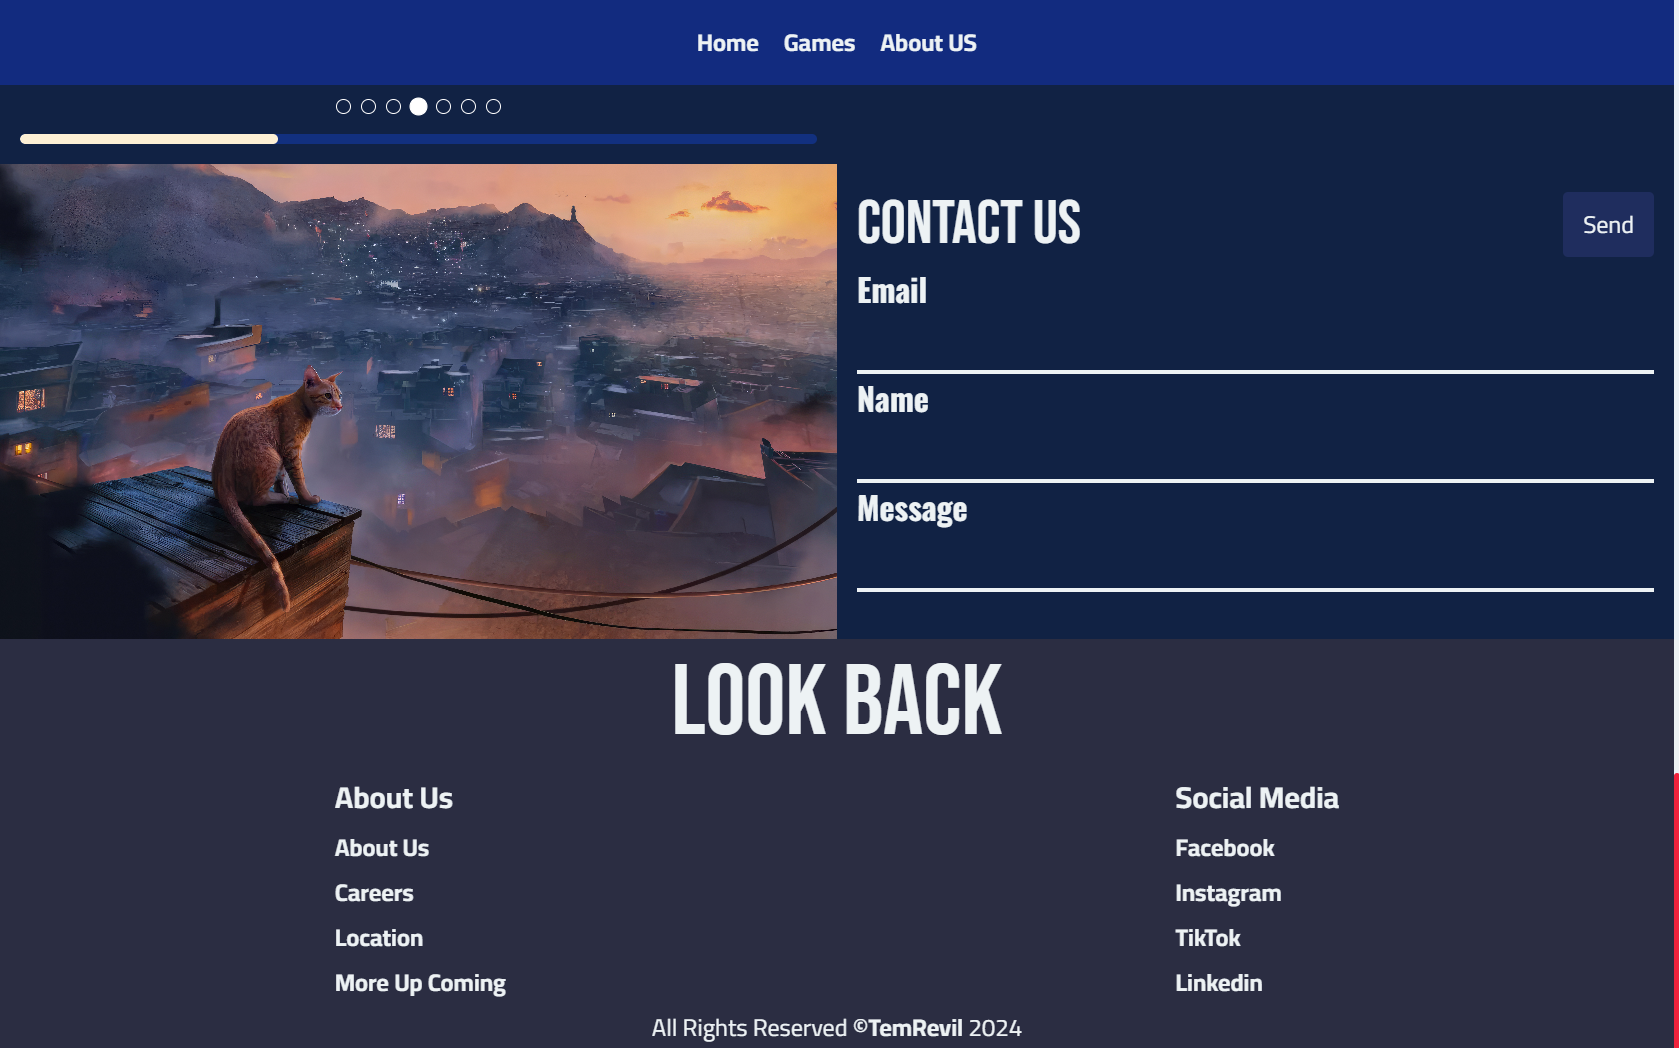 Home Games About US
CONTACT US
Send
Email
Name
Message
LOOK BACK
About Us
About Us
Careers
Location
More Up Coming
Social Media
Facebook
Instagram
TikTok
Linkedin
All Rights Reserved ©TemRevil 2024